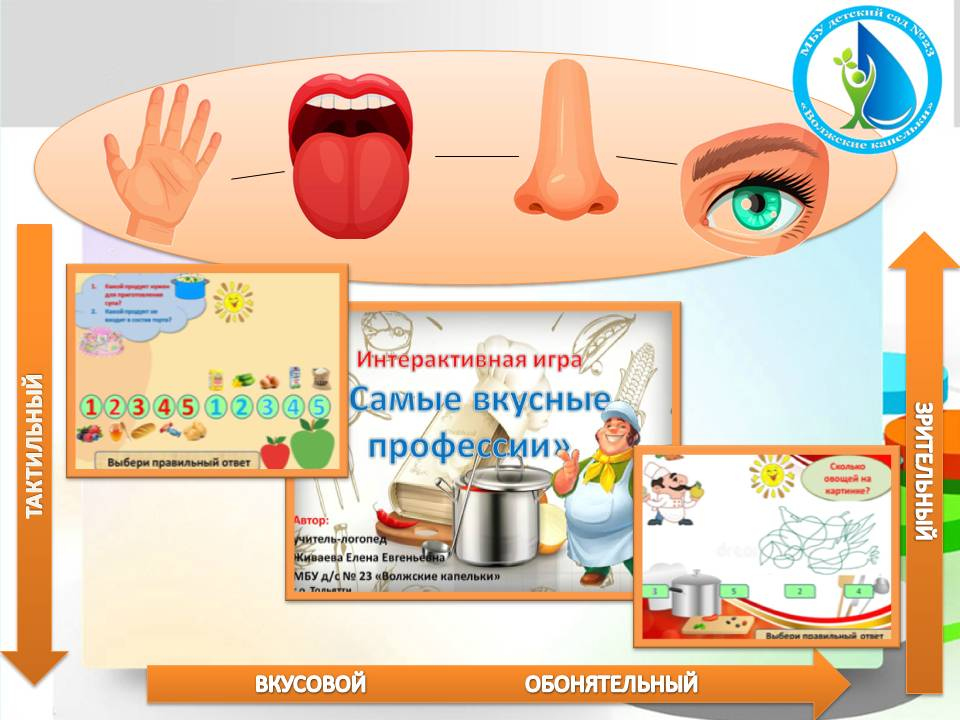 МБУ детский сад №23
«Волжские капельки»
1. Какой продукт нужен
для приготовления
супа?
2. Какой продукт не
входит в состав торта?
1 2 3 4 5 1 2 3 4 5
Выбери правильный ответ
Интерактивная игра
Самые вкусные
профессии»
Автор:
учитель-логопед
Живаева Елена Евгеньевна
МБУ д/с № 23 «Волжские капельки»
г.о. Тольятти
Сколько
овощей на
картинке?
3 5 2 4
Выбери правильный ответ
ТАКТИЛЬНЫЙ
ЗРИТЕЛЬНЫЙ
ВКУСОВОЙ ОБОНЯТЕЛЬНЫЙ